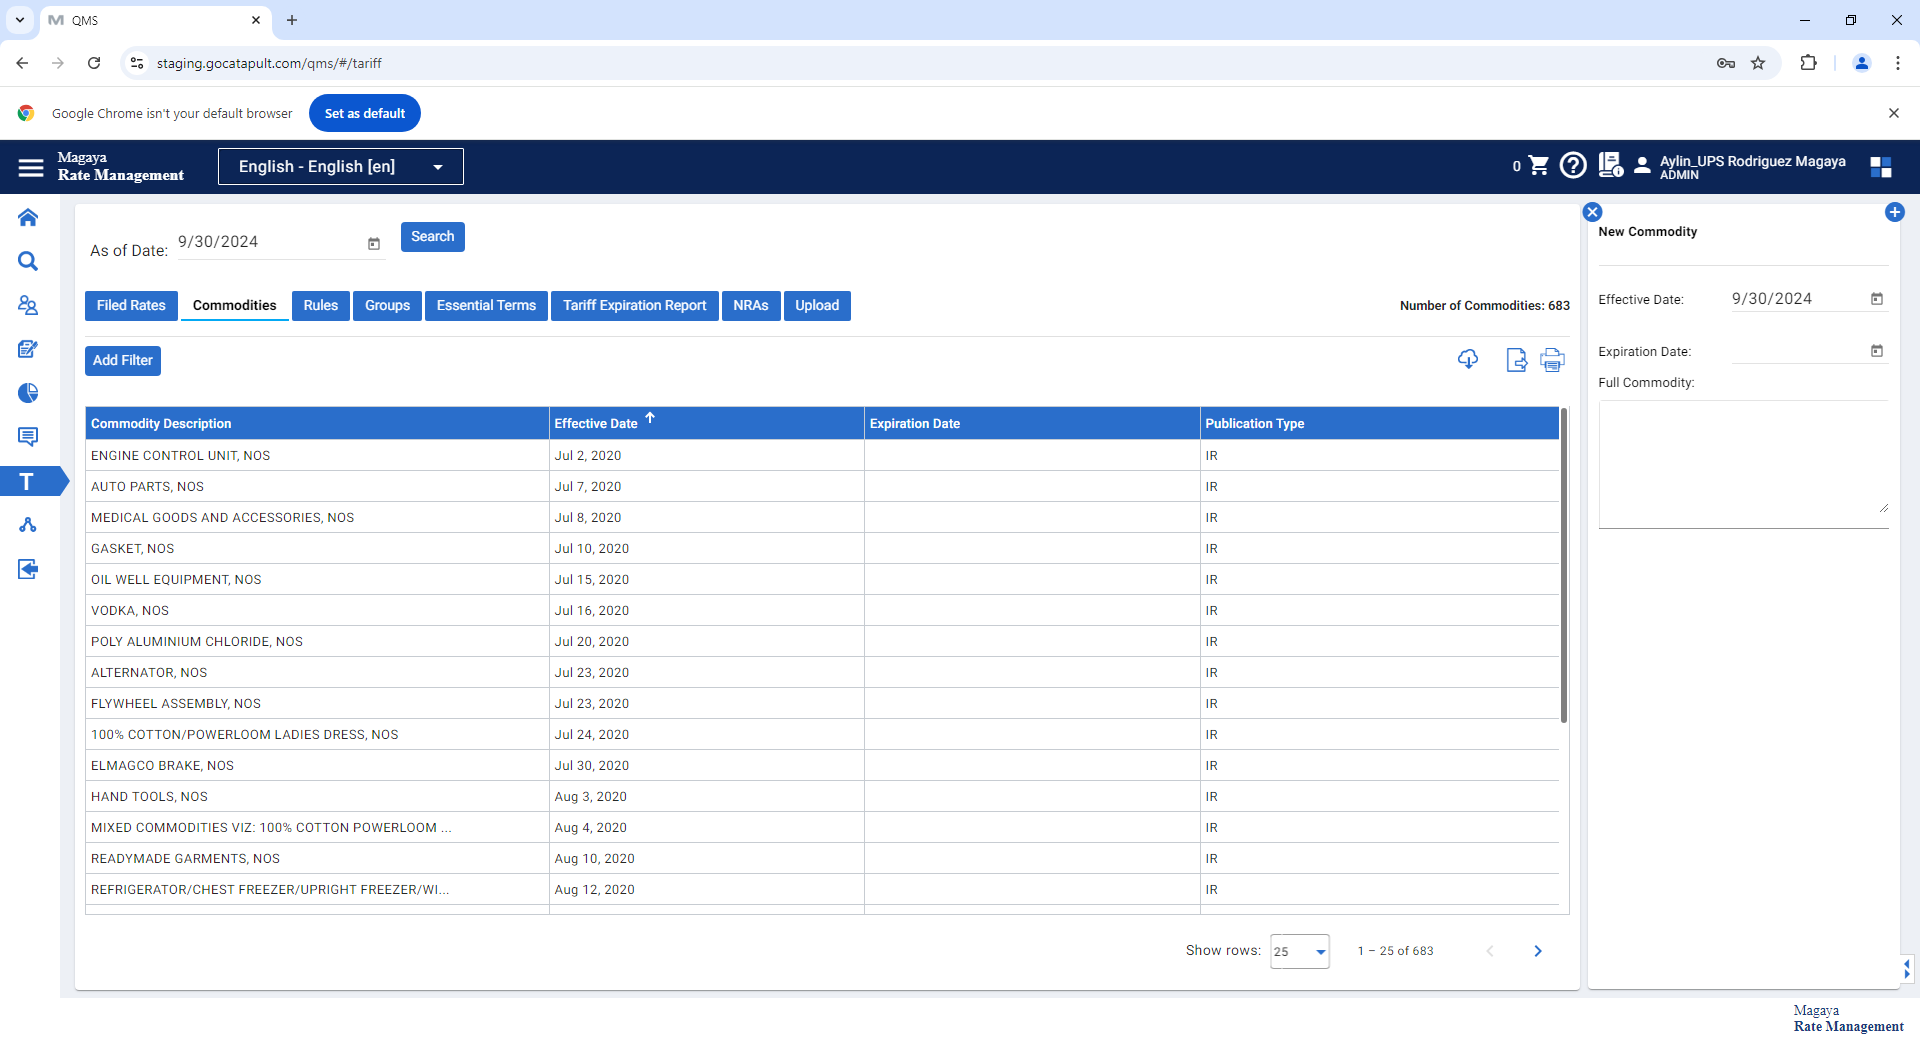 QMS
staging.gocatapult.com/qms/#/tariff
Google Chrome isn't your default browser
Set as default
Magaya
Rate Management
English - English [en]
0
Aylin_UPS Rodriguez Magaya
ADMIN
As of Date:
9/30/2024
Search
Filed Rates
Commodities
Rules
Groups
Essential Terms
Tariff Expiration Report
NRAs
Upload
Number of Commodities: 683
Add Filter
Commodity Description
Effective Date
Expiration Date
Publication Type
ENGINE CONTROL UNIT, NOS
Jul 2, 2020
IR
AUTO PARTS, NOS
Jul 7, 2020
IR
MEDICAL GOODS AND ACCESSORIES, NOS
Jul 8, 2020
IR
GASKET, NOS
Jul 10, 2020
IR
OIL WELL EQUIPMENT, NOS
Jul 15, 2020
IR
VODKA, NOS
Jul 16, 2020
IR
POLY ALUMINIUM CHLORIDE, NOS
Jul 20, 2020
IR
ALTERNATOR, NOS
Jul 23, 2020
IR
FLYWHEEL ASSEMBLY, NOS
Jul 23, 2020
IR
100% COTTON/POWERLOOM LADIES DRESS, NOS
Jul 24, 2020
IR
ELMAGCO BRAKE, NOS
Jul 30, 2020
IR
HAND TOOLS, NOS
Aug 3, 2020
IR
MIXED COMMODITIES VIZ: 100% COTTON POWERLOOM ...
Aug 4, 2020
IR
READYMADE GARMENTS, NOS
Aug 10, 2020
IR
REFRIGERATOR/CHEST FREEZER/UPRIGHT FREEZER/WI...
Aug 12, 2020
IR
Show rows:
25
1 – 25 of 683
New Commodity
Effective Date:
9/30/2024
Expiration Date:
Full Commodity:
T
Magaya
Rate Management